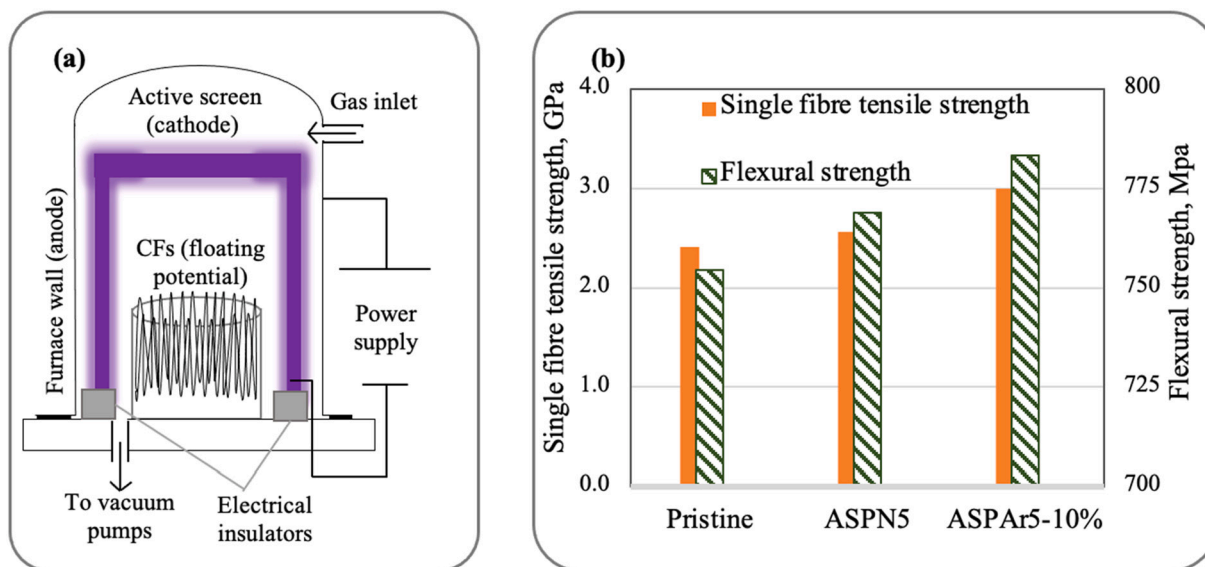 (a)
Active screen
(cathode)
Gas inlet
Furnace wall (anode)
CFs (floating
potential)
Power
supply
To vacuum
pumps
Electrical
insulators
(b)
Single fibre tensile strength
Flexural strength
Single fibre tensile strength, GPa
4.0
3.0
2.0
1.0
0.0
800
775
750
725
700
Flexural strength, Mpa
Pristine
ASPN5
ASPAr5-10%